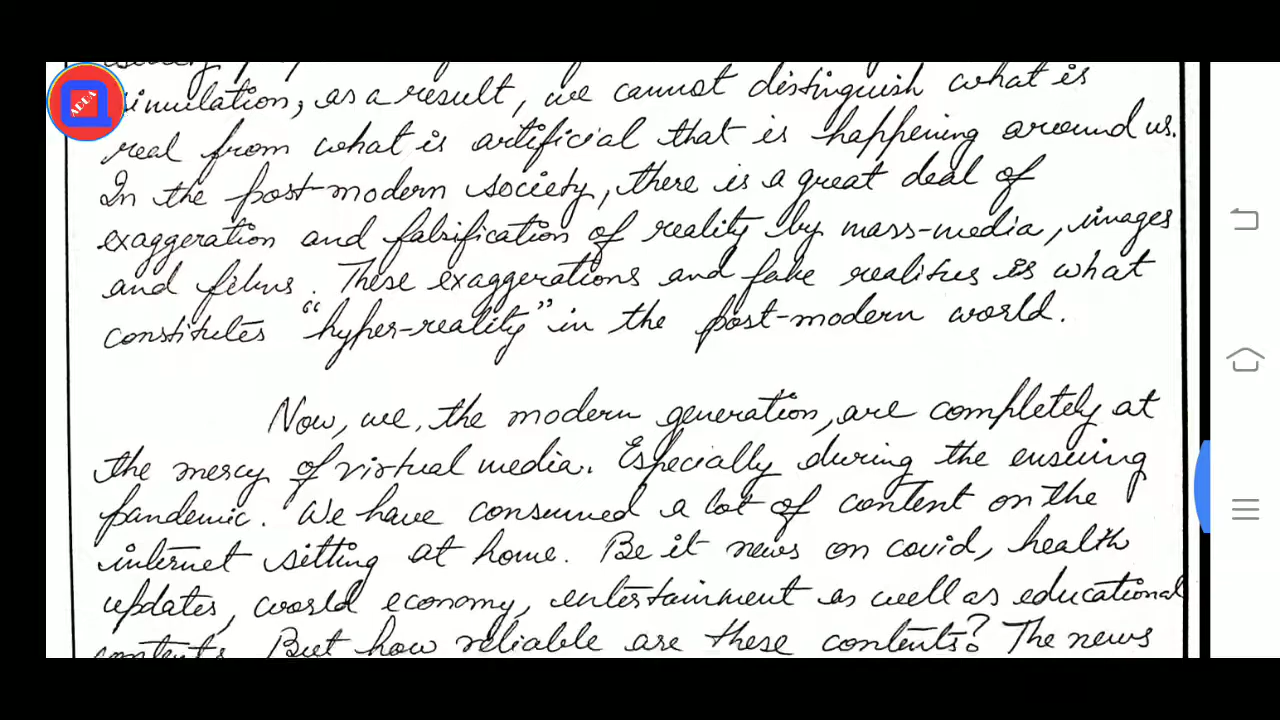 simulation, as a result, we cannot distinguish what is
real from what is artificial that is happening around us.
In the post-modern society, there is a great deal of
exaggeration and falsification of reality by mass-media, images
and films. These exaggerations and fake realities is what
constitutes "hyper-reality" in the post-modern world.
Now, we, the modern generation, are completely at
the mercy of virtual media. Especially during the ensuing
pandemic. We have consumed a lot of content on the
internet sitting at home. Be it news on covid, health
updates, world economy, entertainment as well as educational
contents. But how reliable are these contents? The news